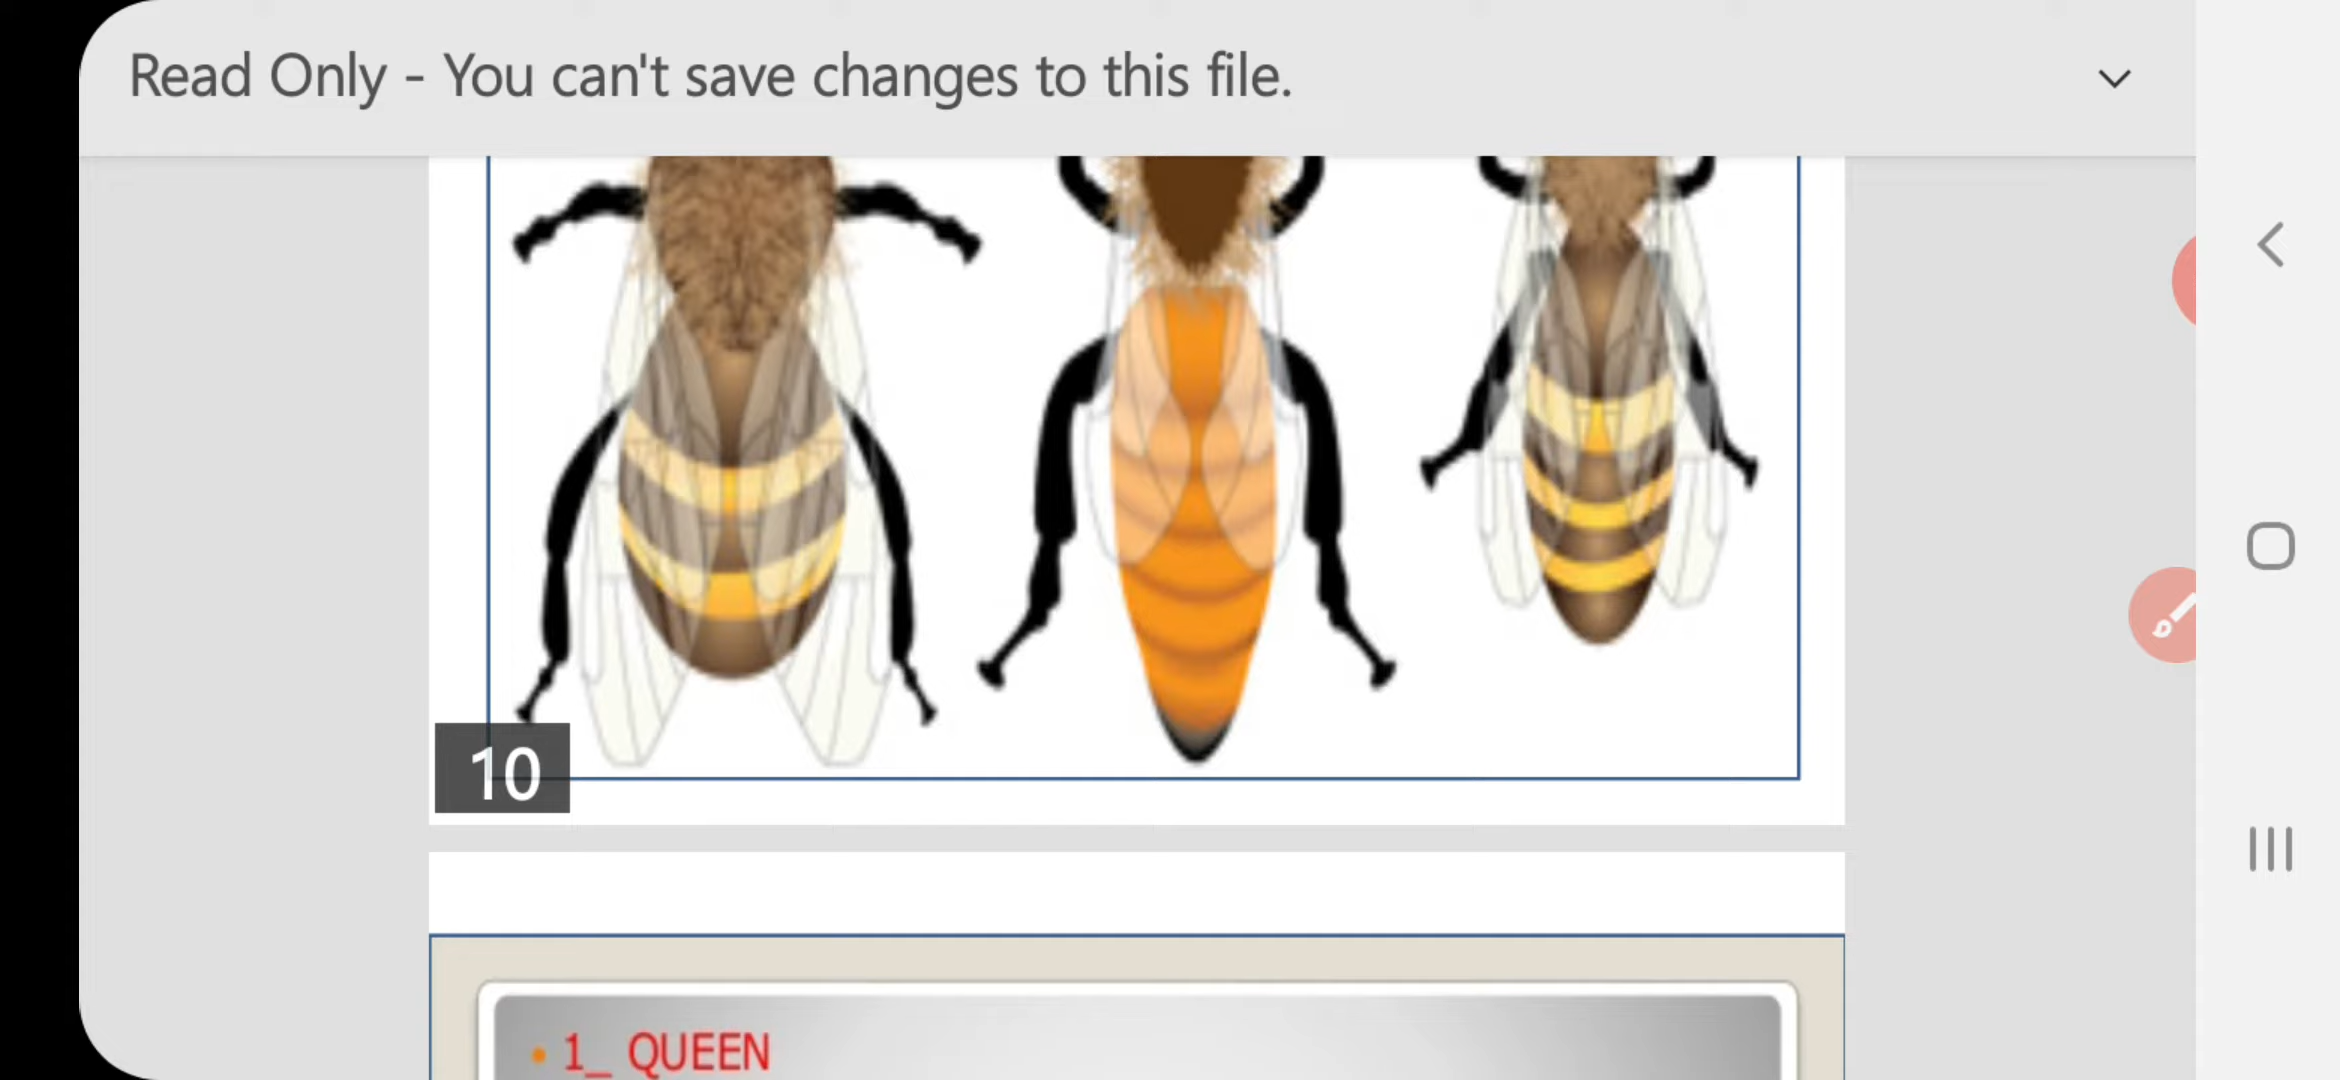 Read Only - You can't save changes to this file.
10
• 1_ QUEEN